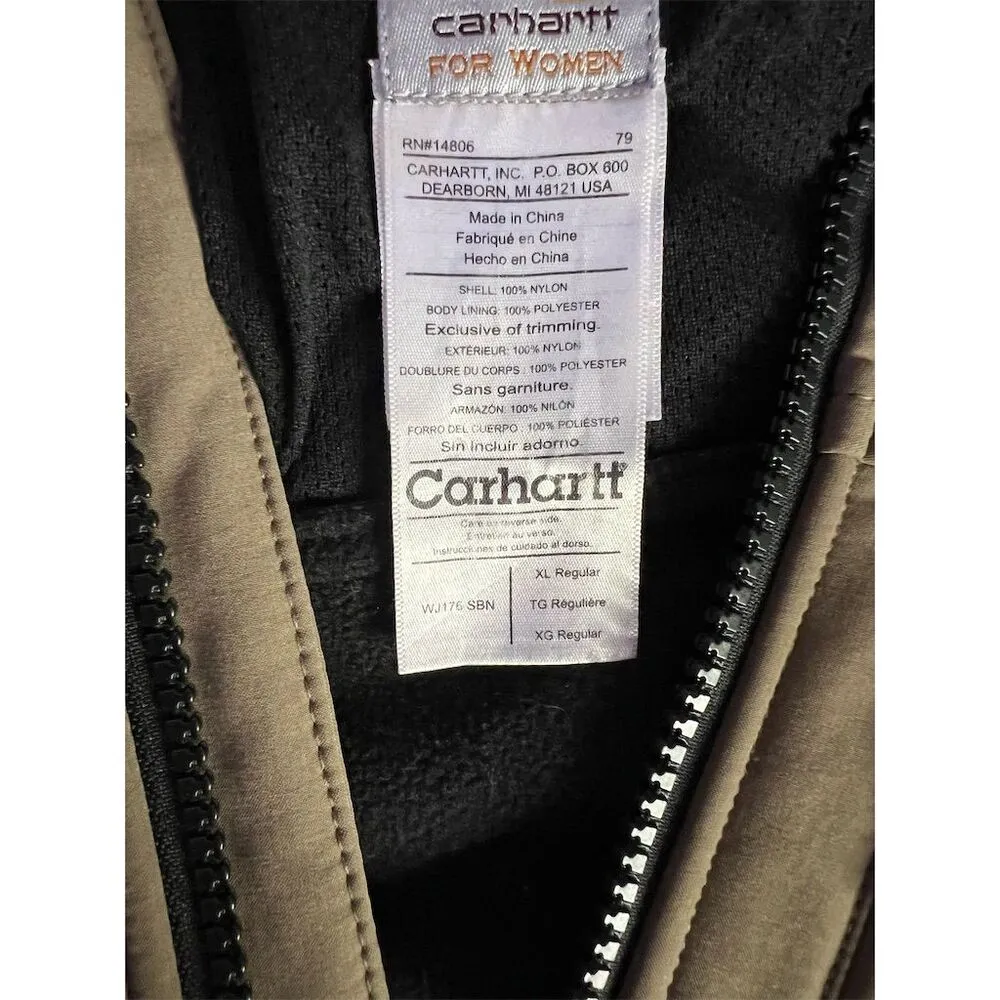 carhartt
FOR WOMEN
RN#14806 79
CARHARTT, INC. P.O. BOX 600
DEARBORN, MI 48121 USA
Made in China
Fabriqué en Chine
Hecho en China
SHELL: 100% NYLON
BODY LINING: 100% POLYESTER
Exclusive of trimming.
EXTÉRIEUR: 100% NYLON
DOUBLURE DU CORPS : 100% POLYESTER
Sans garniture.
ARMAZÓN: 100% NILÓN
FORRO DEL CUERPO : 100% POLIÉSTER
Sin incluir adorno.
Carhartt
Care on reverse side.
Entretien au verso.
Instrucciones de cuidado al dorso.
XL Regular
WJ176 SBN TG Régulière
XG Regular